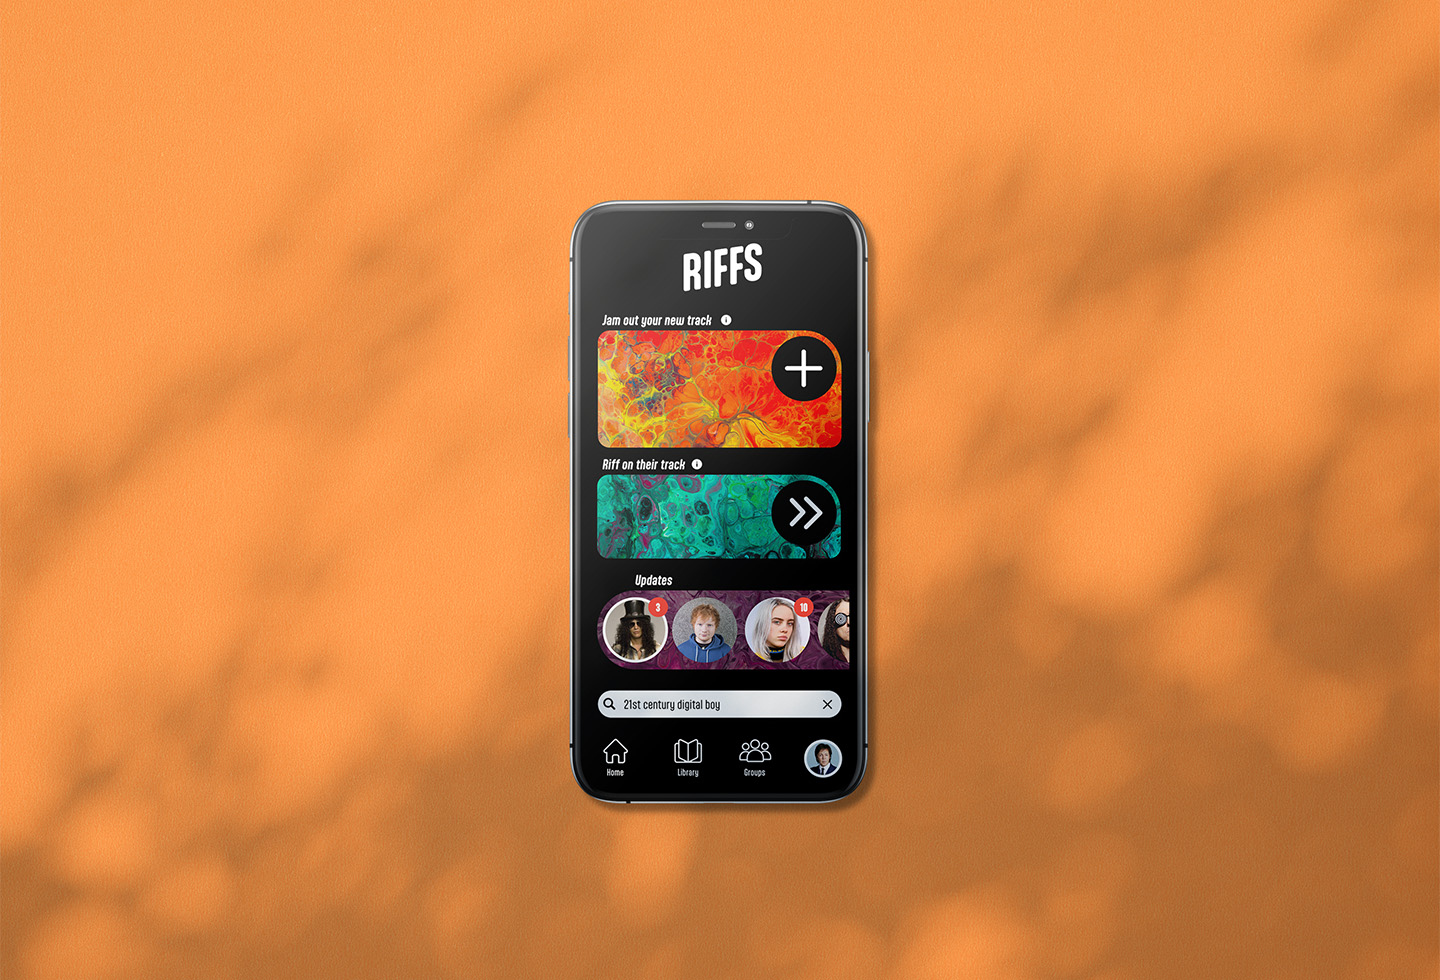 RIFFS
Jam out your new track
Riff on their track
Updates
3
10
21st century digital boy
Home
Library
Groups